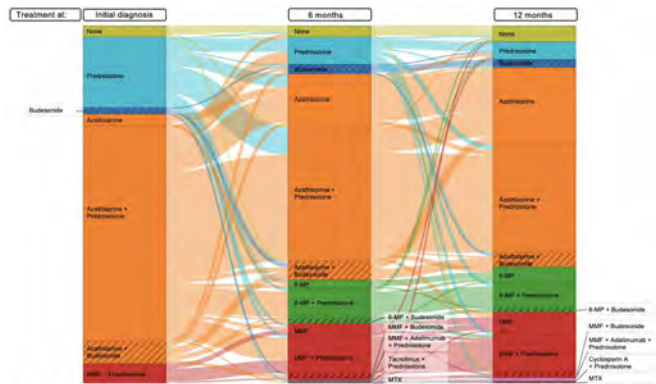 Treatment at:
Initial diagnosis
6 months
12 months
None
Prednisolone
Budesonide
Azathioprine
Azathioprine +
Prednisolone
Azathioprine +
Budesonide
MMF + Prednisolone
None
Prednisolone
Budesonide
Azathioprine
Azathioprine +
Prednisolone
Azathioprine +
Budesonide
6-MP
6-MP + Prednisolone
MMF
MMF + Prednisolone
6-MP + Budesonide
MMF + Budesonide
MMF + Adalimumab
+ Prednisolone
Tacrolimus +
Prednisolone
MTX
None
Prednisolone
Budesonide
Azathioprine
Azathioprine +
Prednisolone
Azathioprine +
Budesonide
6-MP
6-MP + Prednisolone
MMF
MMF + Prednisolone
6-MP + Budesonide
MMF + Budesonide
MMF + Adalimumab +
Prednisolone
Cyclosporin A
+ Prednisolone
MTX